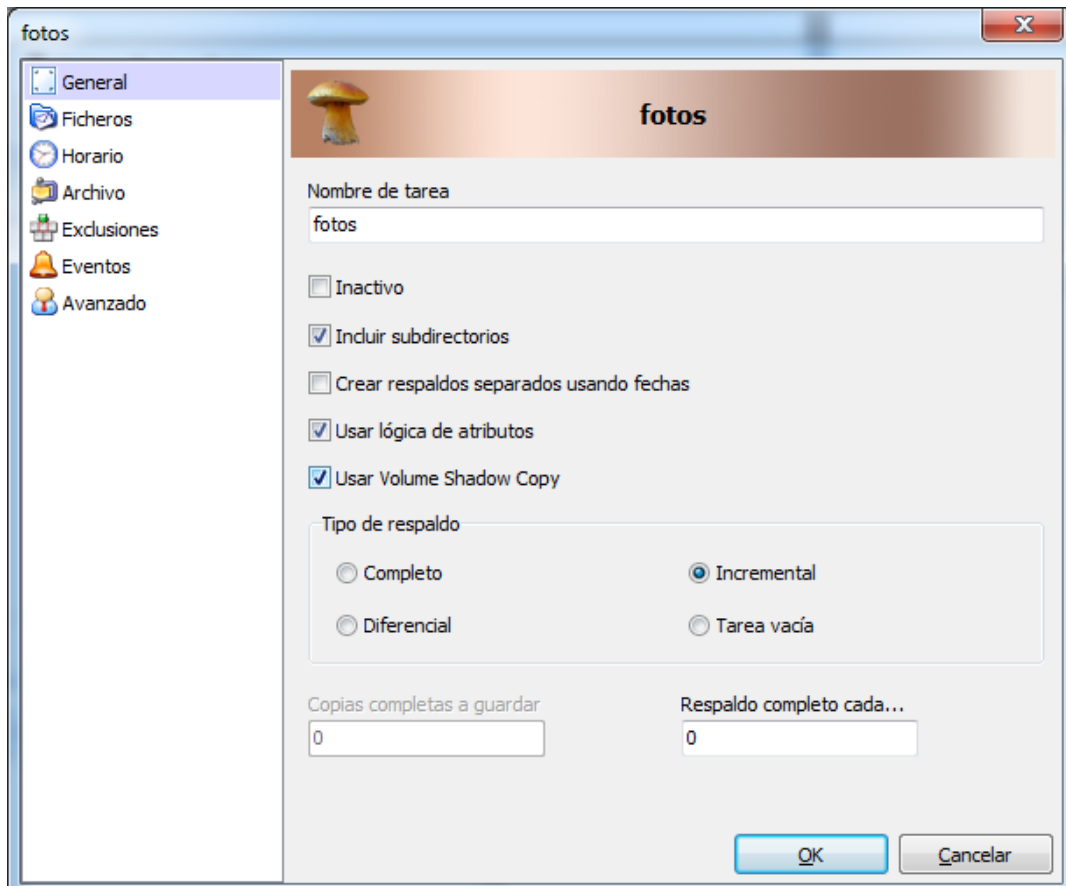 fotos
General
Ficheros
Horario
Archivo
Exclusiones
Eventos
Avanzado
fotos
Nombre de tarea
fotos
Inactivo
Incluir subdirectorios
Crear respaldos separados usando fechas
Usar lógica de atributos
Usar Volume Shadow Copy
Tipo de respaldo
Completo
Incremental
Diferencial
Tarea vacía
Copias completas a guardar
Respaldo completo cada...
0
0
OK
Cancelar